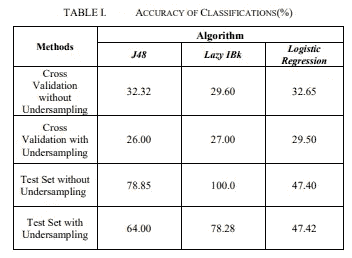 TABLE I. ACCURACY OF CLASSIFICATIONS(%)
Methods
Algorithm
J48 Lazy IBk Logistic
Regression
Cross
Validation
without
Undersampling
32.32 29.60 32.65
Cross
Validation with
Undersampling
26.00 27.00 29.50
Test Set without
Undersampling
78.85 100.0 47.40
Test Set with
Undersampling
64.00 78.28 47.42